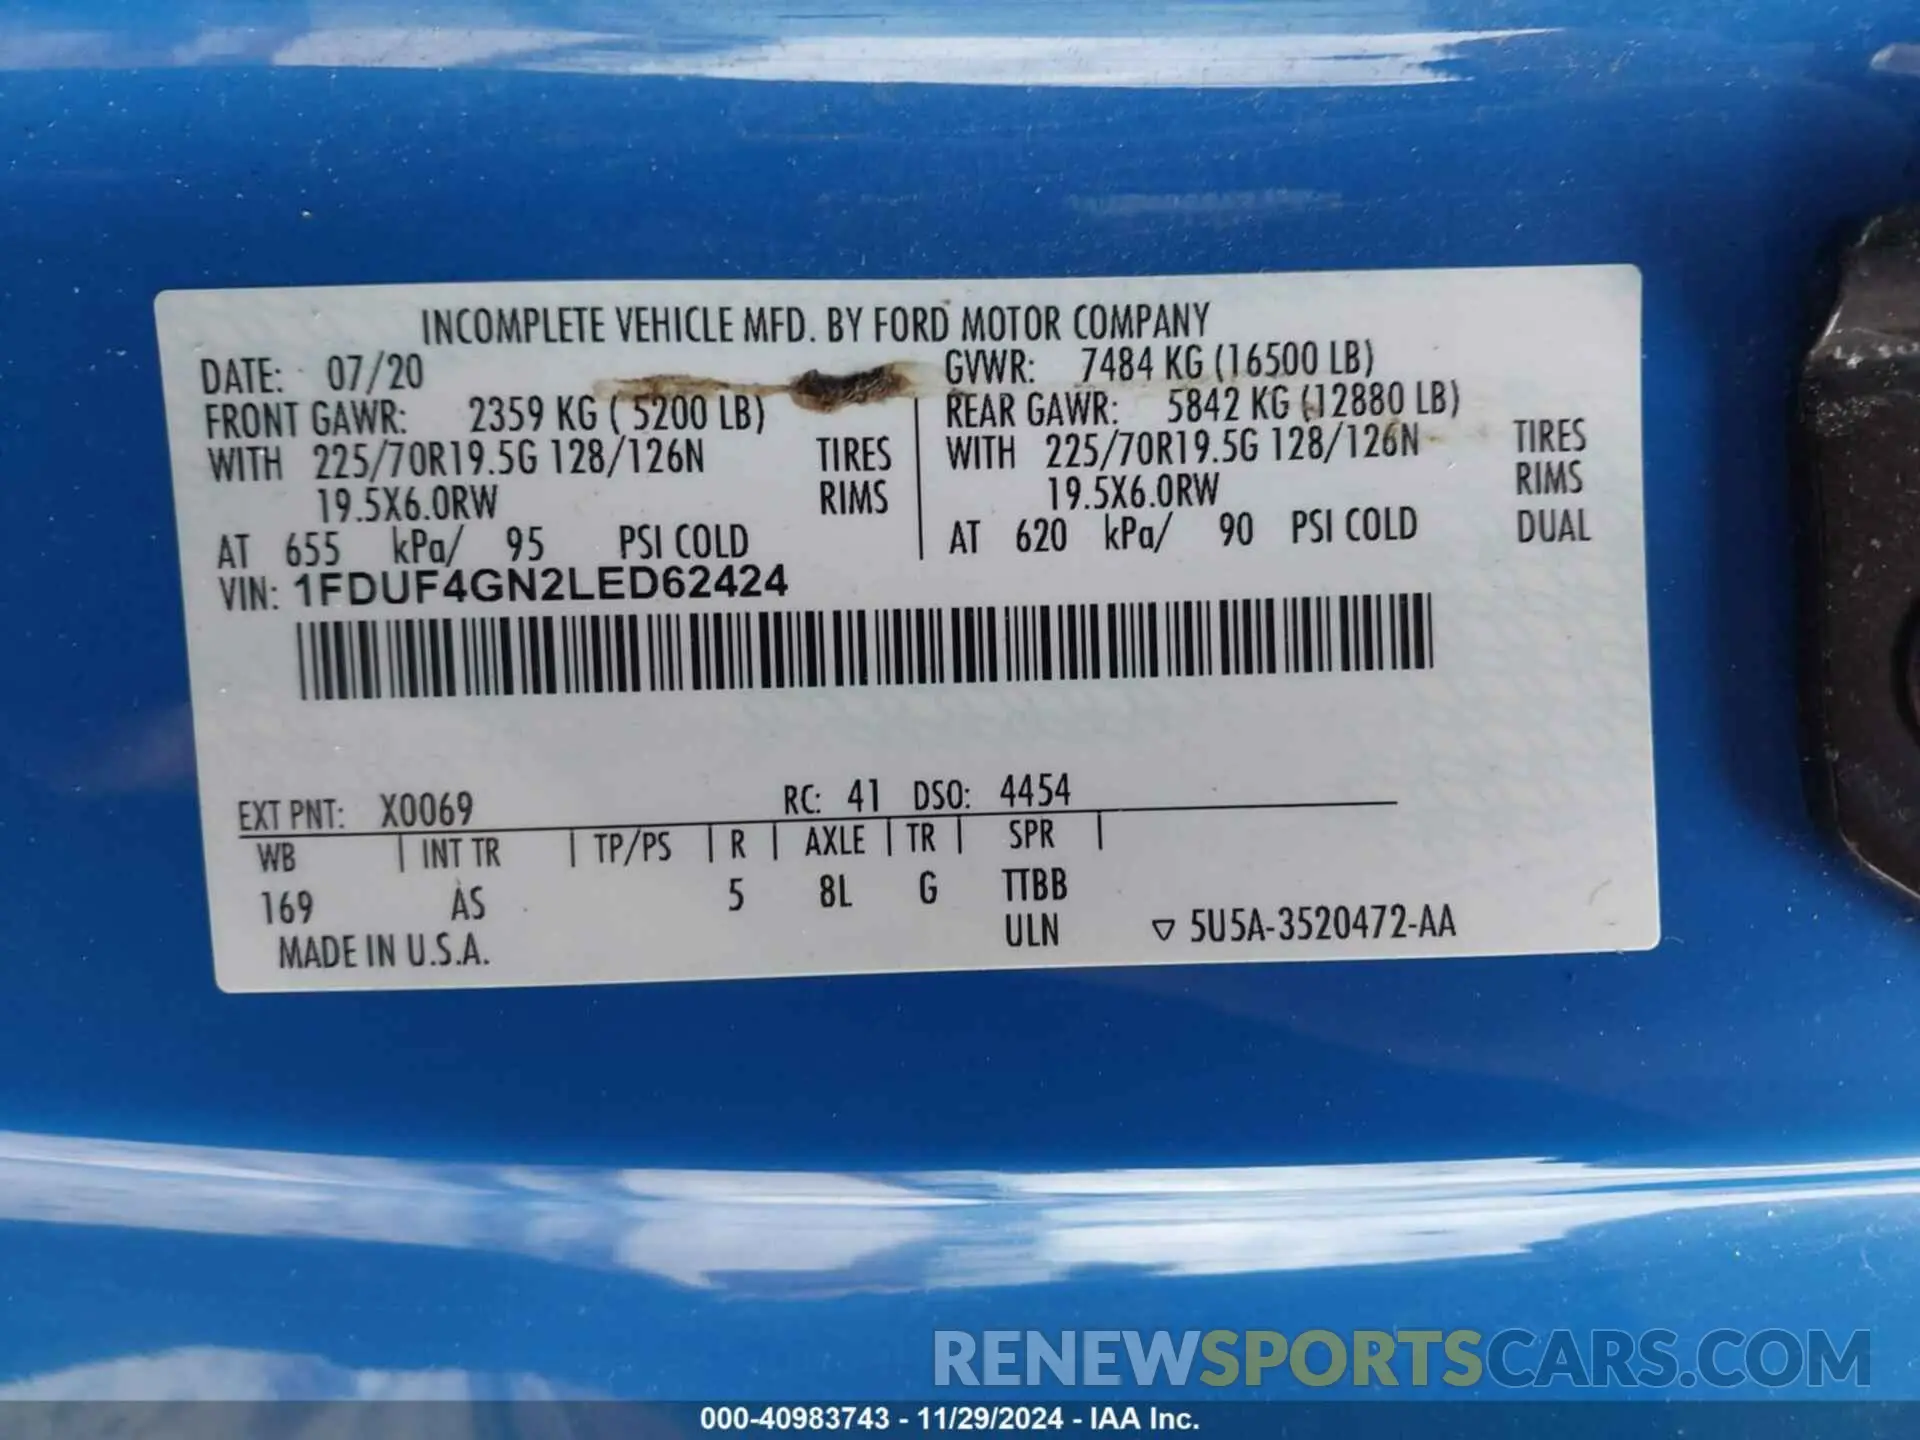 INCOMPLETE VEHICLE MFD. BY FORD MOTOR COMPANY
DATE: 07/20 GVWR: 7484 KG (16500 LB)
FRONT GAWR: 2359 KG ( 5200 LB) REAR GAWR: 5842 KG (12880 LB)
WITH 225/70R19.5G 128/126N TIRES WITH 225/70R19.5G 128/126N TIRES
19.5X6.0RW RIMS 19.5X6.0RW RIMS
AT 655 kPa/ 95 PSI COLD AT 620 kPa/ 90 PSI COLD DUAL
VIN: 1FDUF4GN2LED62424
EXT PNT: X0069 RC: 41 DSO: 4454
WB INT TR TP/PS R AXLE TR SPR
169 AS 5 8L G TTBB
MADE IN U.S.A. ULN ▽ 5U5A-3520472-AA
RENEWSPORTSCARS.COM
000-40983743 - 11/29/2024 - IAA Inc.